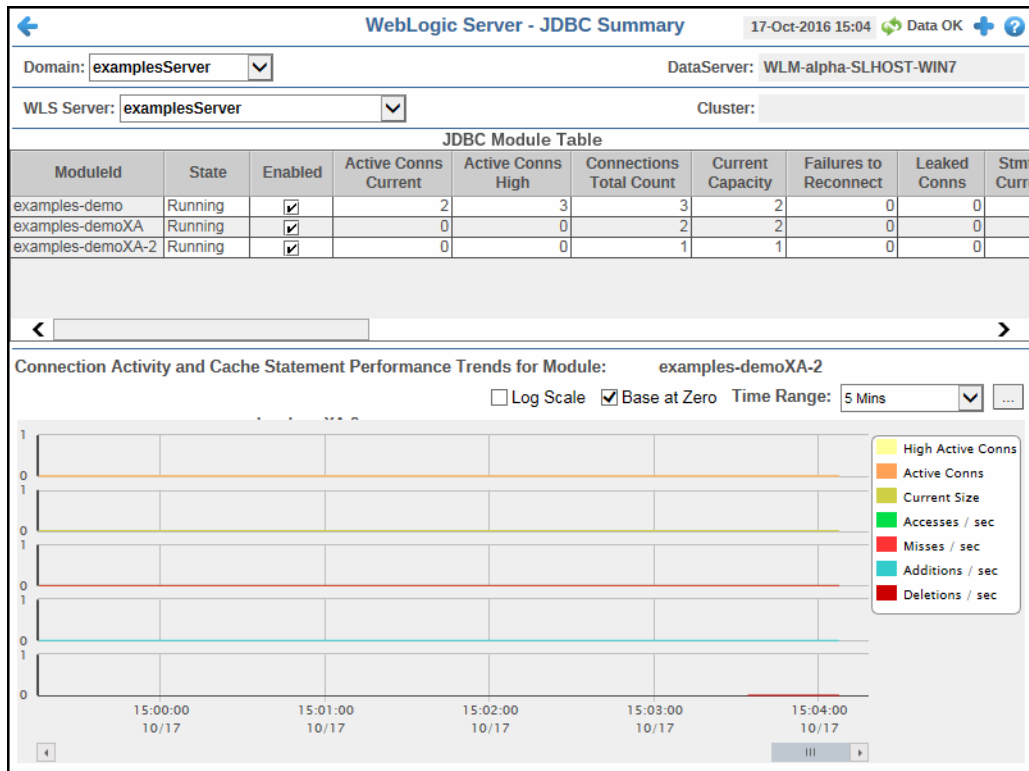 WebLogic Server - JDBC Summary 17-Oct-2016 15:04 Data OK
Domain: examplesServer DataServer: WLM-alpha-SLHOST-WIN7
WLS Server: examplesServer Cluster:
JDBC Module Table
ModuleId State Enabled Active Conns Current Active Conns High Connections Total Count Current Capacity Failures to Reconnect Leaked Conns
examples-demo Running 2 3 3 2 0 0
examples-demoXA Running 0 0 2 2 0 0
examples-demoXA-2 Running 0 0 1 1 0 0
Connection Activity and Cache Statement Performance Trends for Module: examples-demoXA-2
Log Scale Base at Zero Time Range: 5 Mins ...
1
0
1
0
1
0
1
0
1
0
High Active Conns
Active Conns
Current Size
Accesses / sec
Misses / sec
Additions / sec
Deletions / sec
15:00:00 15:01:00 15:02:00 15:03:00 15:04:00
10/17 10/17 10/17 10/17 10/17